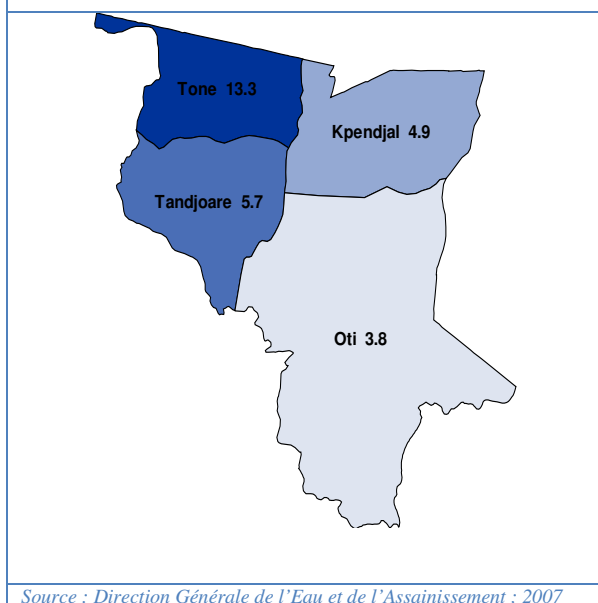 Tone 13.3
Kpendjal 4.9
Tandjoare 5.7
Oti 3.8
Source : Direction Générale de l'Eau et de l'Assainissement : 2007